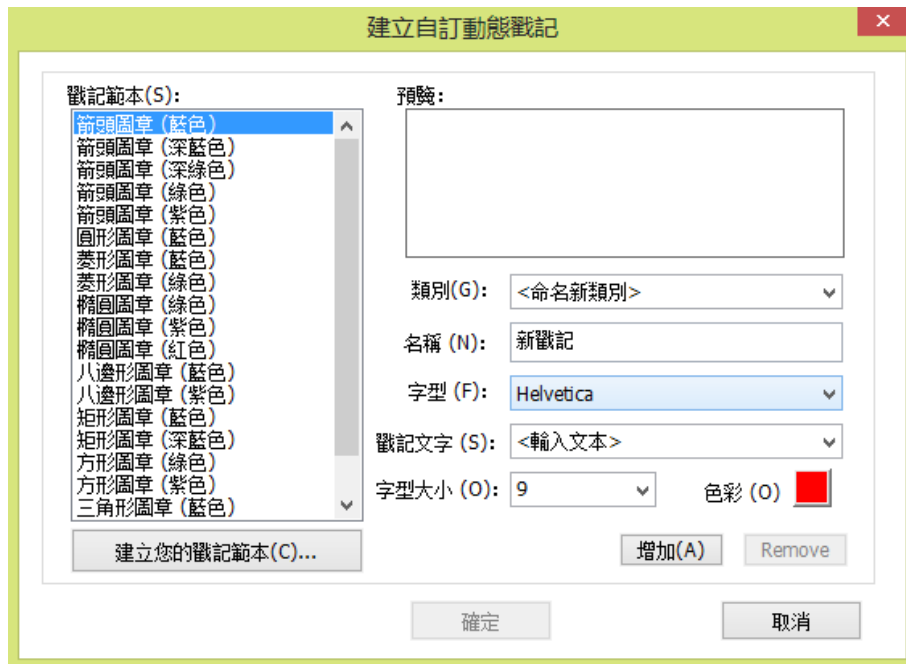 建立自訂動態戳記
戳記範本(S):
箭頭圖章 (藍色)
箭頭圖章 (深藍色)
箭頭圖章 (深綠色)
箭頭圖章 (綠色)
箭頭圖章 (紫色)
圓形圖章 (藍色)
菱形圖章 (藍色)
菱形圖章 (綠色)
橢圓圖章 (綠色)
橢圓圖章 (紫色)
橢圓圖章 (紅色)
八邊形圖章 (藍色)
八邊形圖章 (紫色)
矩形圖章 (藍色)
矩形圖章 (深藍色)
方形圖章 (綠色)
方形圖章 (紫色)
三角形圖章 (藍色)
建立您的戳記範本(C)...
預覽:
類別(G): <命名新類別>
名稱 (N): 新戳記
字型 (F): Helvetica
戳記文字 (S): <輸入文本>
字型大小 (O): 9 色彩 (O)
增加(A) Remove
確定 取消